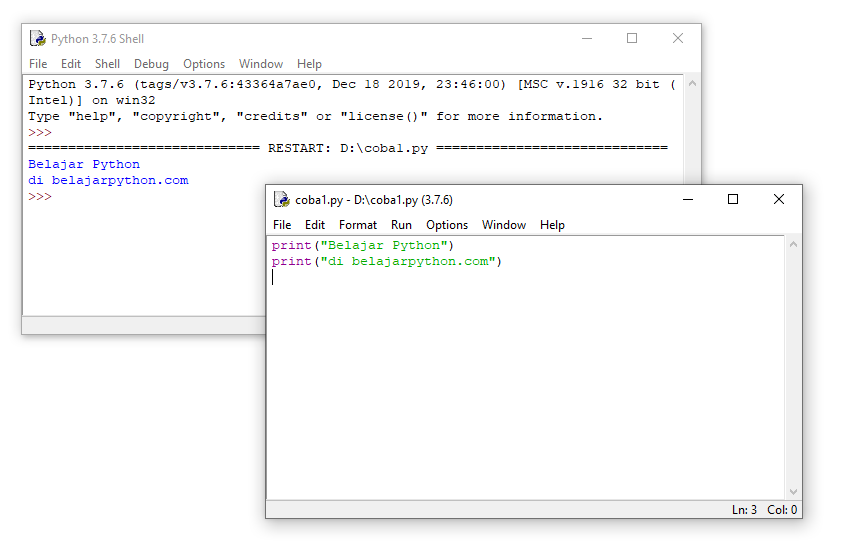 Python 3.7.6 Shell
File Edit Shell Debug Options Window Help
Python 3.7.6 (tags/v3.7.6:43364a7ae0, Dec 18 2019, 23:46:00) [MSC v.1916 32 bit (
Intel)] on win32
Type "help", "copyright", "credits" or "license()" for more information.
>>>
============================= RESTART: D:\coba1.py =============================
Belajar Python
di belajarpython.com
>>>
coba1.py - D:\coba1.py (3.7.6)
File Edit Format Run Options Window Help
print("Belajar Python")
print("di belajarpython.com")
Ln: 3 Col: 0